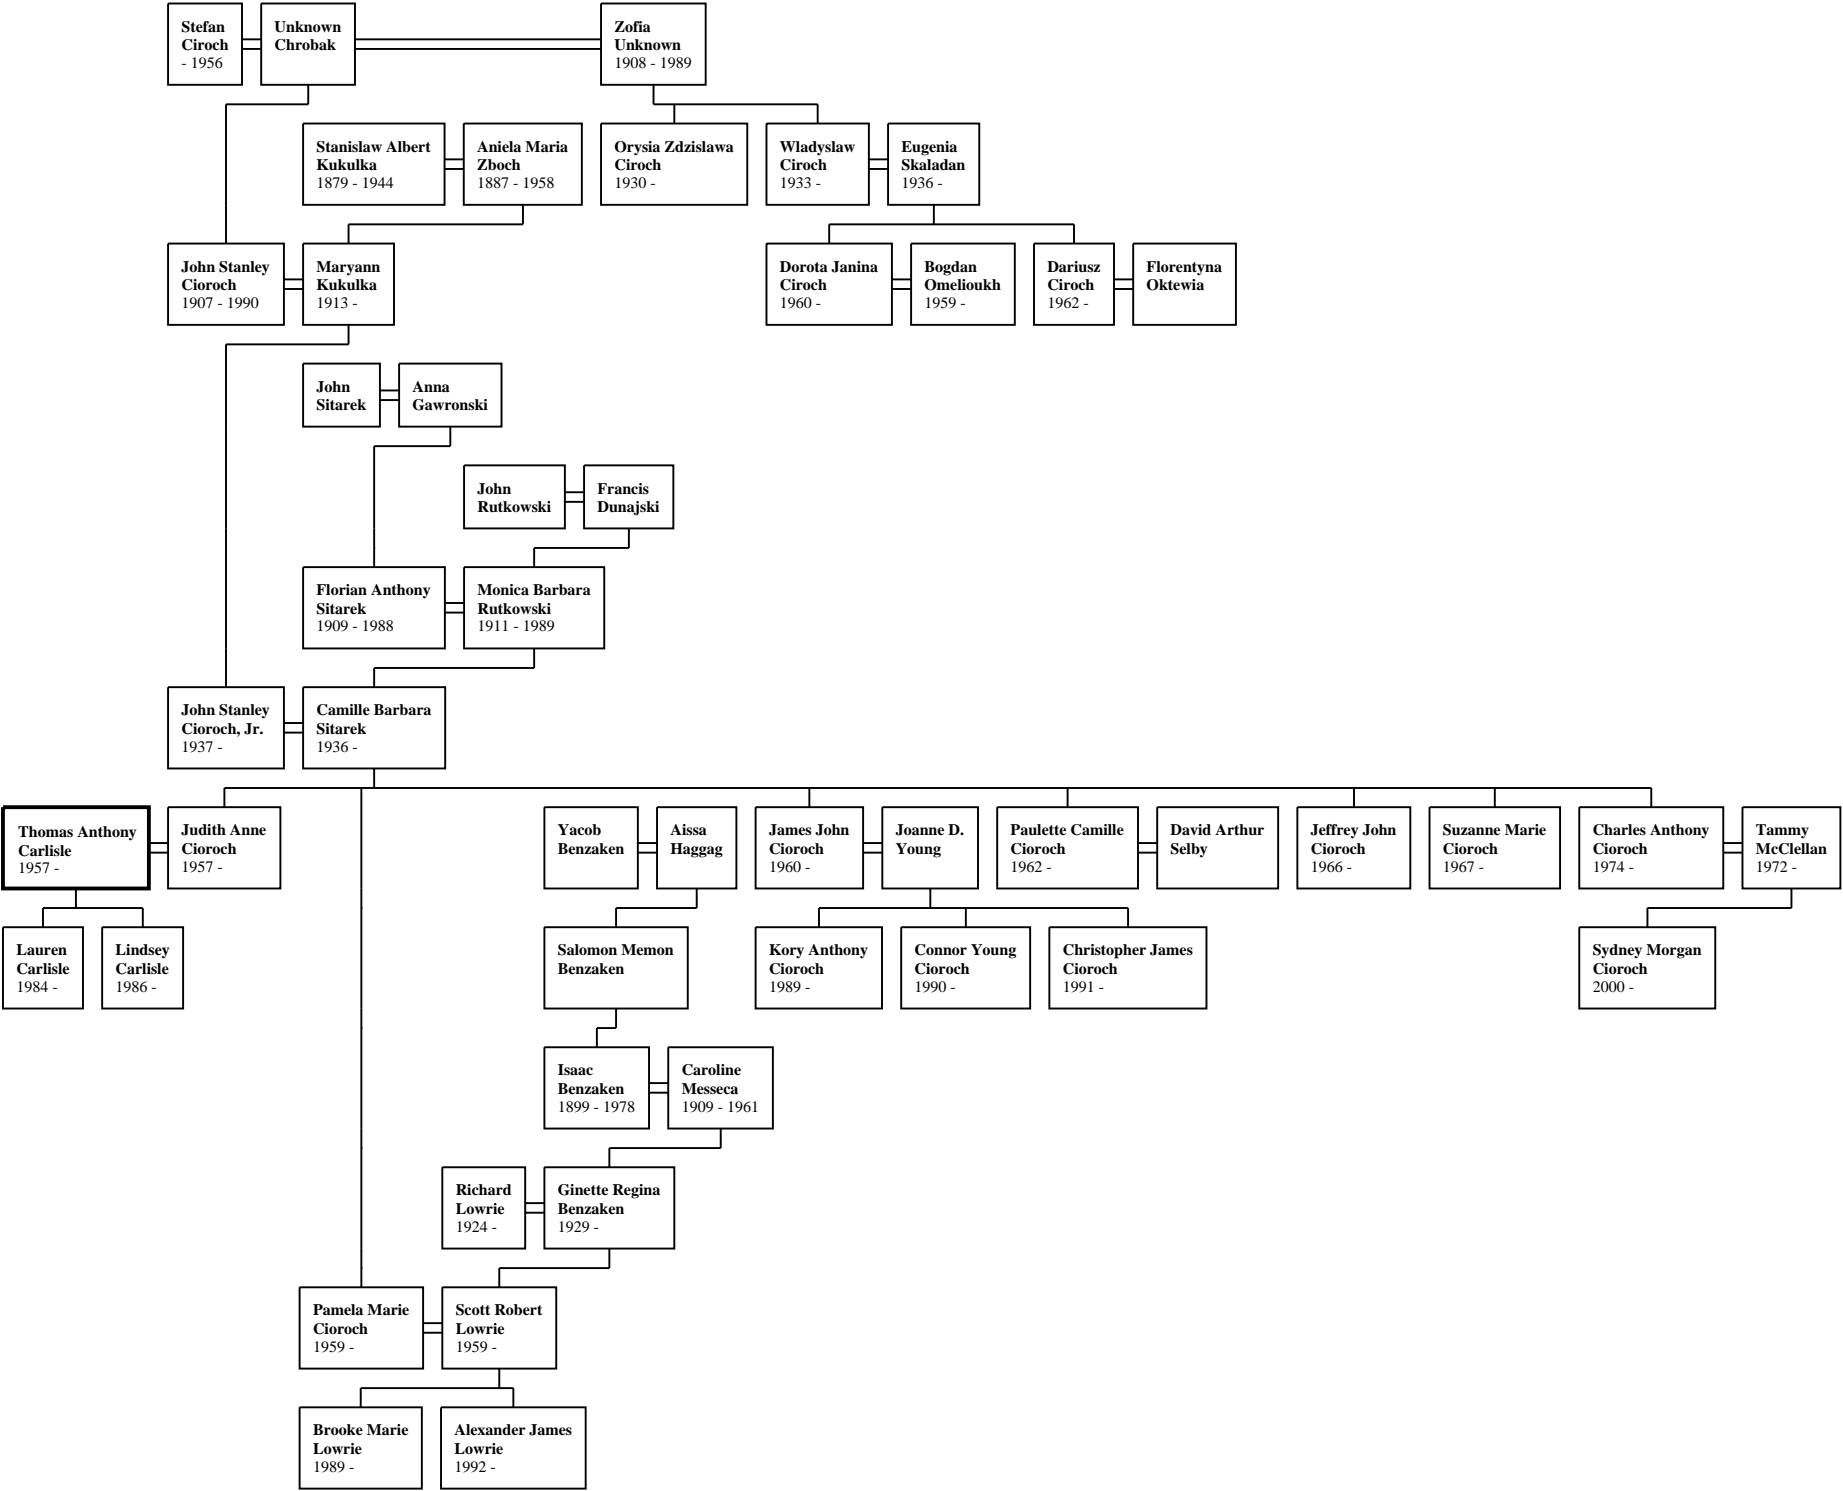 Stefan
Ciroch
- 1956
Unknown
Chrobak
Zofia
Unknown
1908 - 1989
Stanislaw Albert
Kukulka
1879 - 1944
Aniela Maria
Zboch
1887 - 1958
Orysia Zdzislawa
Ciroch
1930 -
Wladyslaw
Ciroch
1933 -
Eugenia
Skaladan
1936 -
John Stanley
Cioroch
1907 - 1990
Maryann
Kukulka
1913 -
Dorota Janina
Ciroch
1960 -
Bogdan
Omelioukh
1959 -
Dariusz
Ciroch
1962 -
Florentyna
Oktewia
John
Sitarek
Anna
Gawronski
John
Rutkowski
Francis
Dunajski
Florian Anthony
Sitarek
1909 - 1988
Monica Barbara
Rutkowski
1911 - 1989
John Stanley
Cioroch, Jr.
1937 -
Camille Barbara
Sitarek
1936 -
Thomas Anthony
Carlisle
1957 -
Judith Anne
Cioroch
1957 -
Yacob
Benzaken
Aissa
Haggag
James John
Cioroch
1960 -
Joanne D.
Young
Paulette Camille
Cioroch
1962 -
David Arthur
Selby
Jeffrey John
Cioroch
1966 -
Suzanne Marie
Cioroch
1967 -
Charles Anthony
Cioroch
1974 -
Tammy
McClellan
1972 -
Lauren
Carlisle
1984 -
Lindsey
Carlisle
1986 -
Salomon Memon
Benzaken
Kory Anthony
Cioroch
1989 -
Connor Young
Cioroch
1990 -
Christopher James
Cioroch
1991 -
Sydney Morgan
Cioroch
2000 -
Isaac
Benzaken
1899 - 1978
Caroline
Messeca
1909 - 1961
Richard
Lowrie
1924 -
Ginette Regina
Benzaken
1929 -
Pamela Marie
Cioroch
1959 -
Scott Robert
Lowrie
1959 -
Brooke Marie
Lowrie
1989 -
Alexander James
Lowrie
1992 -